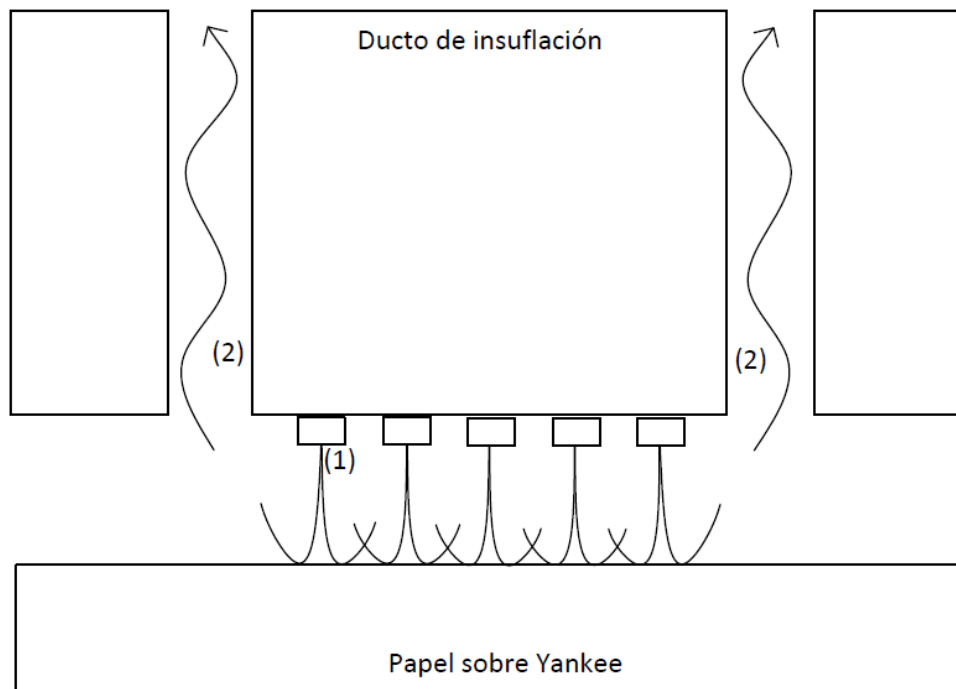 Ducto de insuflación
(2)
(2)
(1)
Papel sobre Yankee